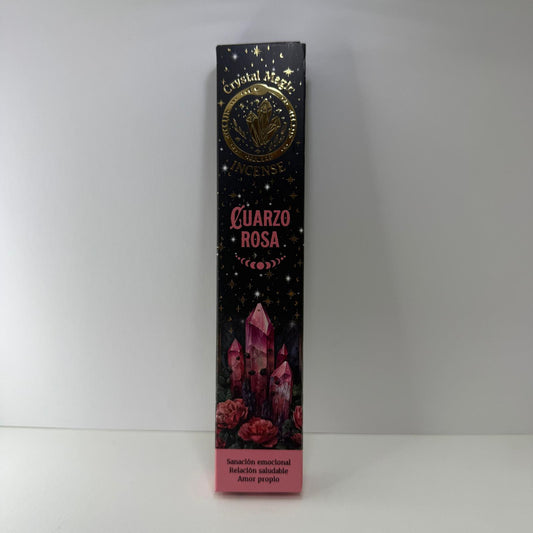 Crystal Magic
INCENSE
CUARZO
ROSA
Sanación emocional
Relación saludable
Amor propio